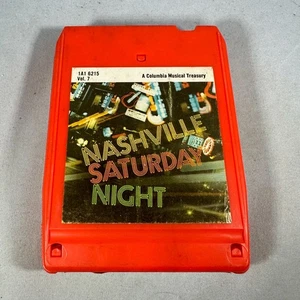 1A1 6215
Vol. 7
A Columbia Musical Treasury
NASHVILLE
SATURDAY
NIGHT